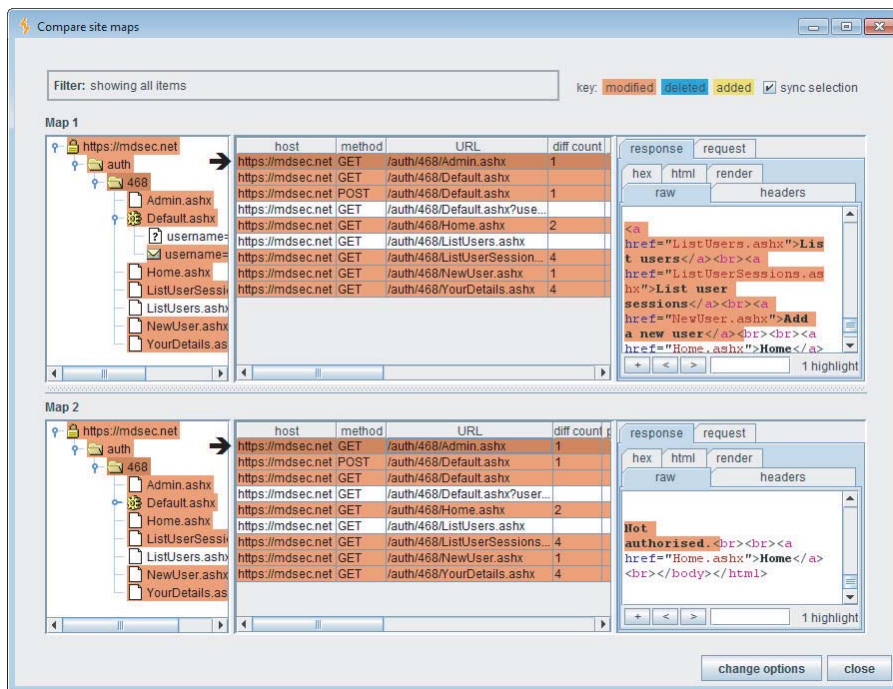 Compare site maps
Filter: showing all items
key: modified deleted added sync selection
Map 1
https://mdsec.net
auth
468
Admin.ashx
Default.ashx
username=
username=
Home.ashx
ListUserSessi
ListUsers.ashx
NewUser.ashx
YourDetails.as
host method URL diff count
https://mdsec.net GET /auth/468/Admin.ashx 1
https://mdsec.net GET /auth/468/Default.ashx
https://mdsec.net POST /auth/468/Default.ashx 1
https://mdsec.net GET /auth/468/Default.ashx?use...
https://mdsec.net GET /auth/468/Home.ashx 2
https://mdsec.net GET /auth/468/ListUsers.ashx
https://mdsec.net GET /auth/468/ListUserSession... 4
https://mdsec.net GET /auth/468/NewUser.ashx 1
https://mdsec.net GET /auth/468/YourDetails.ashx 4
response request
hex html render
raw headers
<a
href="ListUsers.ashx">Lis
t users</a><br><a
href="ListUserSessions.as
hx">List user
sessions</a><br><a
href="NewUser.ashx">Add
a new user</a><br><br><a
href="Home.ashx">Home</a>
+ < > 1 highlight
Map 2
https://mdsec.net
auth
468
Admin.ashx
Default.ashx
Home.ashx
ListUserSessi
ListUsers.ashx
NewUser.ashx
YourDetails.as
host method URL diff count p
https://mdsec.net GET /auth/468/Admin.ashx 1
https://mdsec.net POST /auth/468/Default.ashx 1
https://mdsec.net GET /auth/468/Default.ashx
https://mdsec.net GET /auth/468/Default.ashx?user...
https://mdsec.net GET /auth/468/Home.ashx 2
https://mdsec.net GET /auth/468/ListUsers.ashx
https://mdsec.net GET /auth/468/ListUserSessions... 4
https://mdsec.net GET /auth/468/NewUser.ashx 1
https://mdsec.net GET /auth/468/YourDetails.ashx 4
response request
hex html render
raw headers
Not
authorised.<br><br><a
href="Home.ashx">Home</a>
<br></body></html>
+ < > 1 highlight
change options close